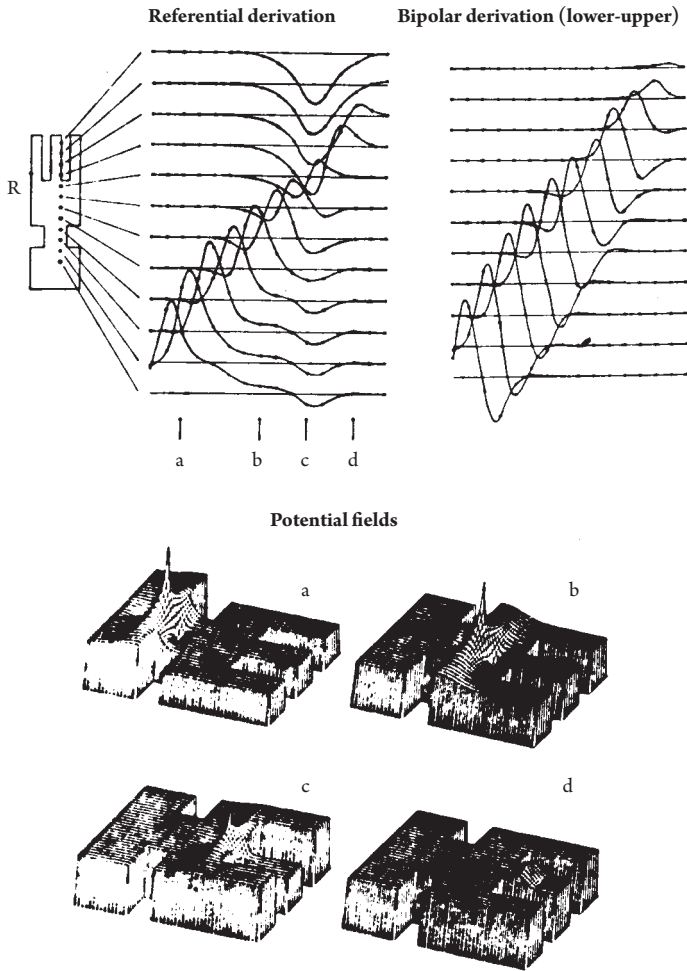 Referential derivation Bipolar derivation (lower-upper)
R
a b c d
Potential fields
a b
c d